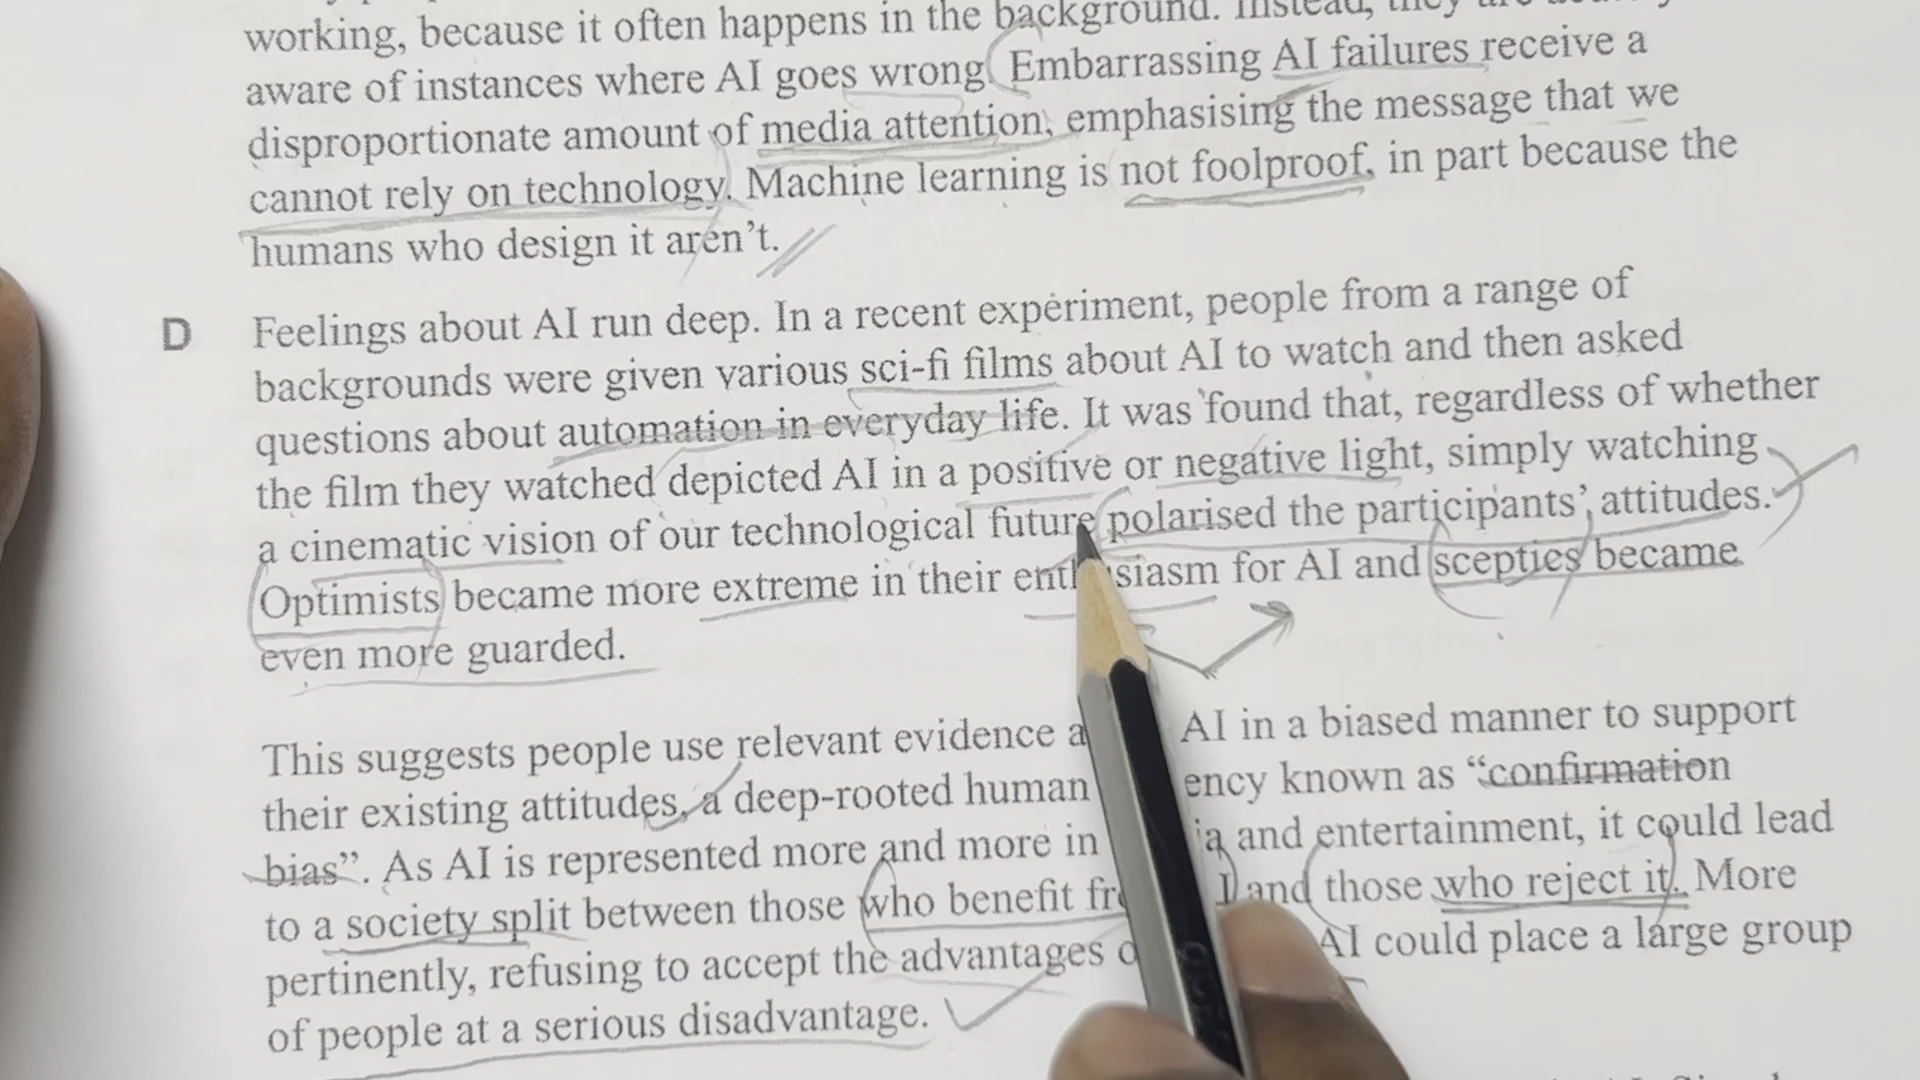 working, because it often happens in the background. Instead, they are
aware of instances where AI goes wrong. Embarrassing AI failures receive a
disproportionate amount of media attention, emphasising the message that we
cannot rely on technology. Machine learning is not foolproof, in part because the
humans who design it aren't.
D Feelings about AI run deep. In a recent experiment, people from a range of
backgrounds were given various sci-fi films about AI to watch and then asked
questions about automation in everyday life. It was found that, regardless of whether
the film they watched depicted AI in a positive or negative light, simply watching
a cinematic vision of our technological future polarised the participants' attitudes.
Optimists became more extreme in their enthusiasm for AI and sceptics became
even more guarded.
This suggests people use relevant evidence a AI in a biased manner to support
their existing attitudes, a deep-rooted human ency known as “confirmation
bias”. As AI is represented more and more in ia and entertainment, it could lead
to a society split between those who benefit fr I and those who reject it. More
pertinently, refusing to accept the advantages o AI could place a large group
of people at a serious disadvantage.